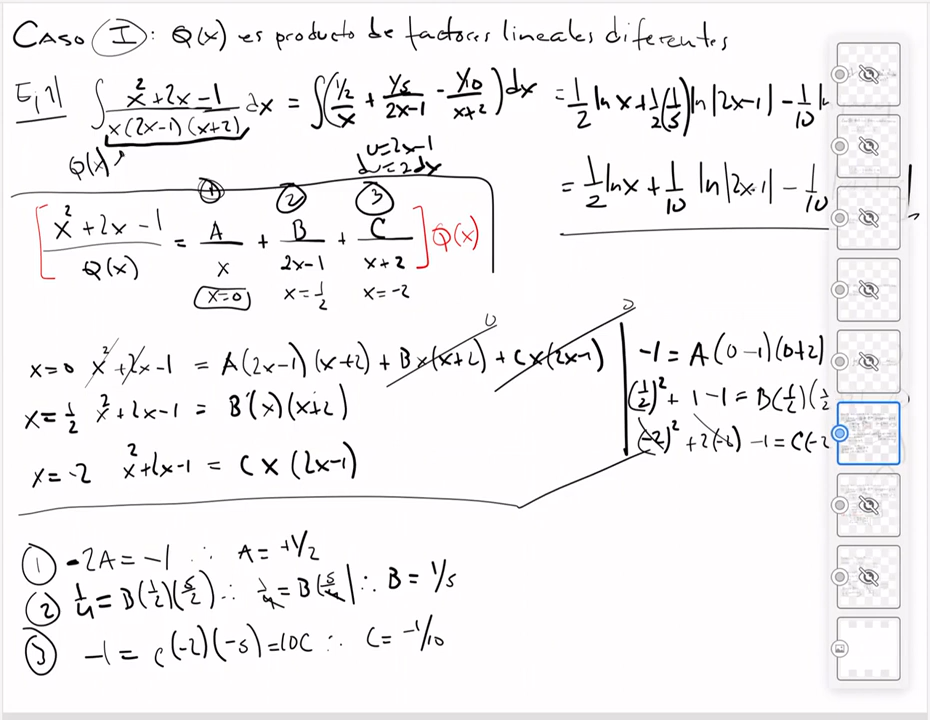 CASO I: Q(x) es producto de factores lineales diferentes
Ej 1) ∫ (x²+2x-1)/(x(2x-1)(x+2)) dx = ∫(1/2/x + 1/5/(2x-1) - 1/10/(x+2)) dx = 1/2 ln x + 1/2(1/5) ln|2x-1| - 1/10 ln
Q(x)
u=2x-1
du=2dx
= 1/2 ln x + 1/10 ln|2x-1| - 1/10
① ② ③
[(x²+2x-1)/Q(x) = A/x + B/(2x-1) + C/(x+2)] Q(x)
x=0 x=1/2 x=-2
x=0 x²+2x-1 = A(2x-1)(x+2) + Bx(x+2) + Cx(2x-1)
0 0
x=1/2 x²+2x-1 = B(x)(x+2)
x=-2 x²+2x-1 = Cx(2x-1)
-1 = A(0-1)(0+2)
(1/2)² + 1 - 1 = B(1/2)(1/2
(-2)² + 2(-2) - 1 = C(-2
① -2A = -1 ∴ A = +1/2
② 1/4 = B(1/2)(5/2) ∴ 1/4 = B(5/4) ∴ B = 1/5
③ -1 = C(-2)(-5) = 10C ∴ C = -1/10